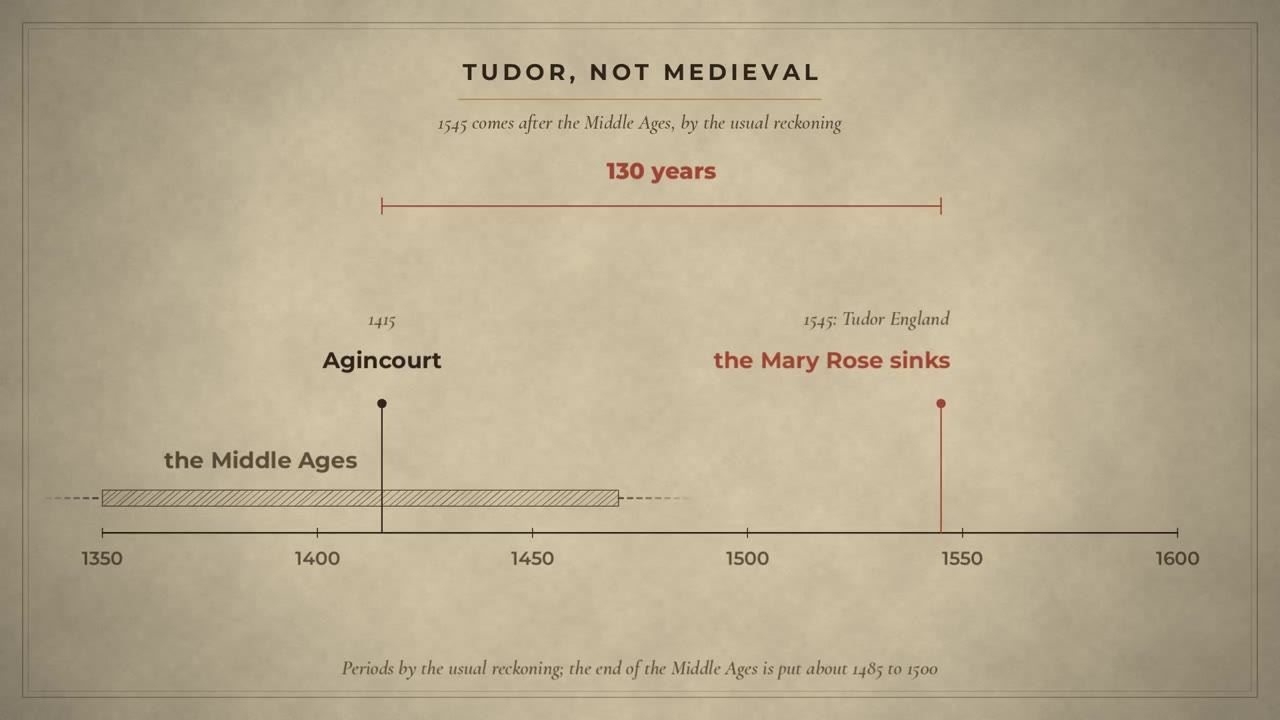 TUDOR, NOT MEDIEVAL
1545 comes after the Middle Ages, by the usual reckoning
130 years
1415
1545: Tudor England
Agincourt
the Mary Rose sinks
the Middle Ages
1350
1400
1450
1500
1550
1600
Periods by the usual reckoning; the end of the Middle Ages is put about 1485 to 1500